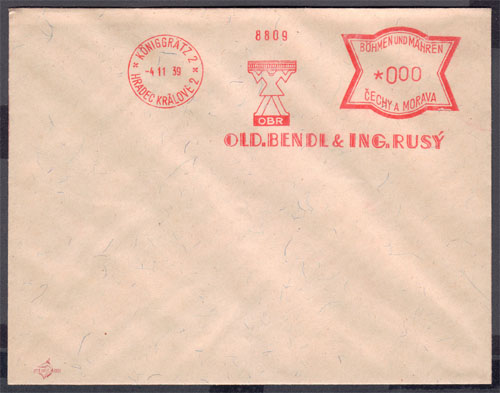 KÖNIGGRÄTZ 2
-4 11 39
HRADEC KRÁLOVÉ 2
8809
OBR
OLD.BENDL & ING.RUSÝ
BÖHMEN UND MÄHREN
*000
ČECHY A MORAVA